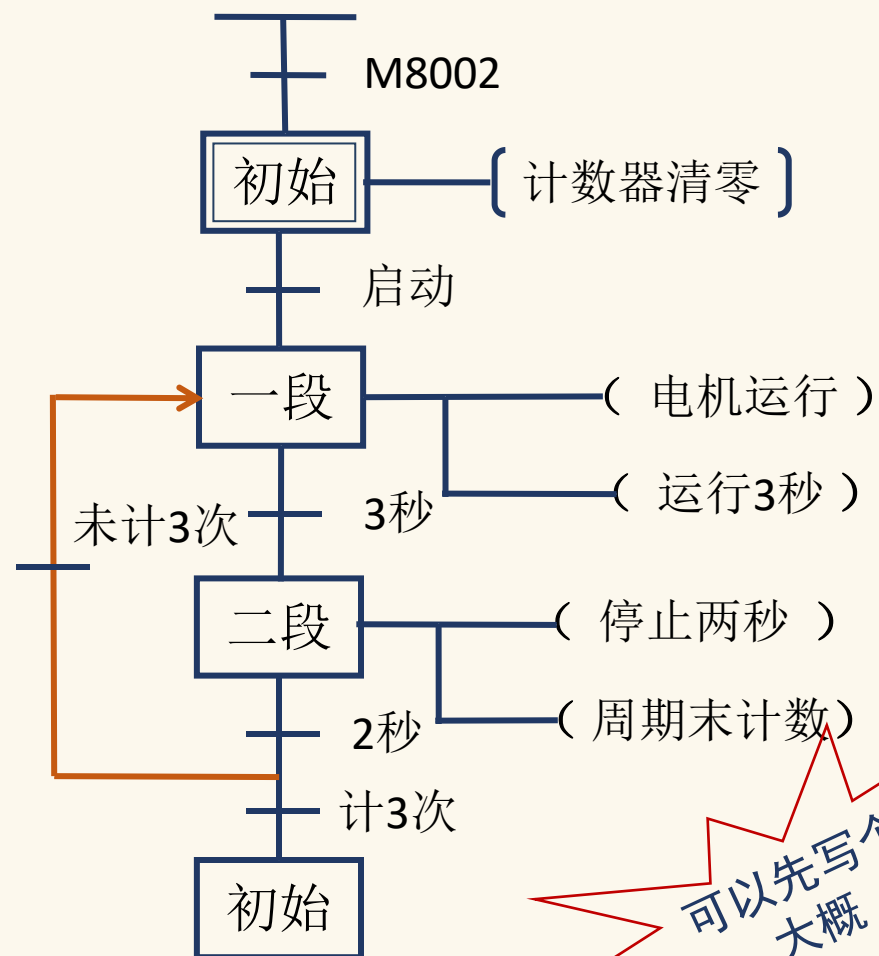 M8002
初始
计数器清零
启动
一段
（ 电机运行 ）
（ 运行3秒 ）
3秒
未计3次
二段
（ 停止两秒 ）
2秒
（ 周期末计数）
计3次
初始
可以先写个
大概